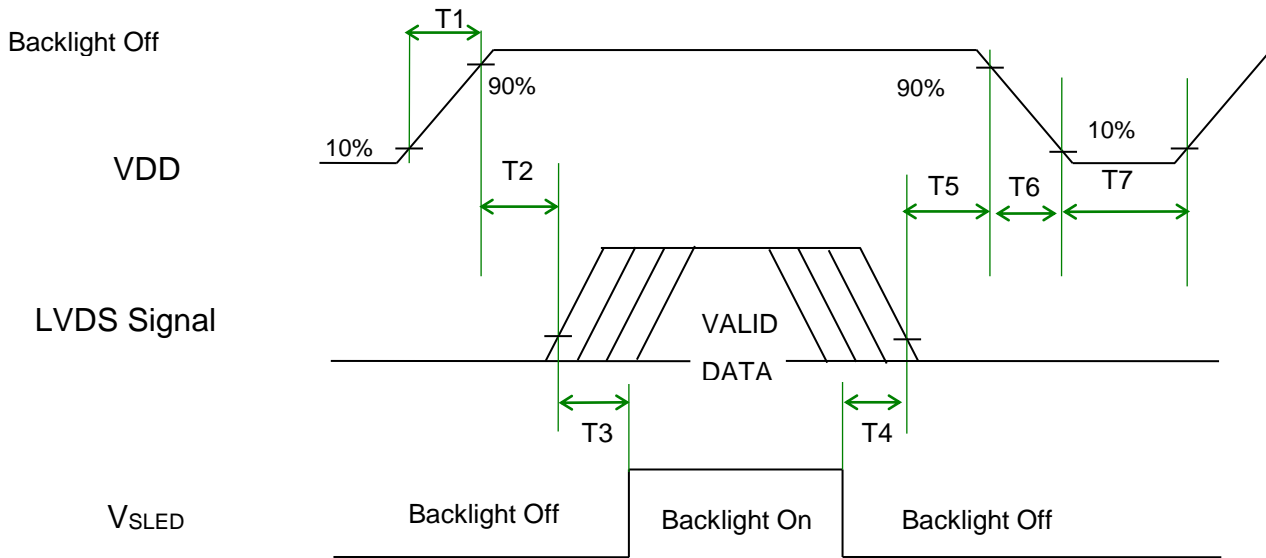 T1
Backlight Off
90%
90%
10%
10%
VDD
T2
T5
T6
T7
LVDS Signal
VALID
DATA
T3
T4
VSLED
Backlight Off
Backlight On
Backlight Off